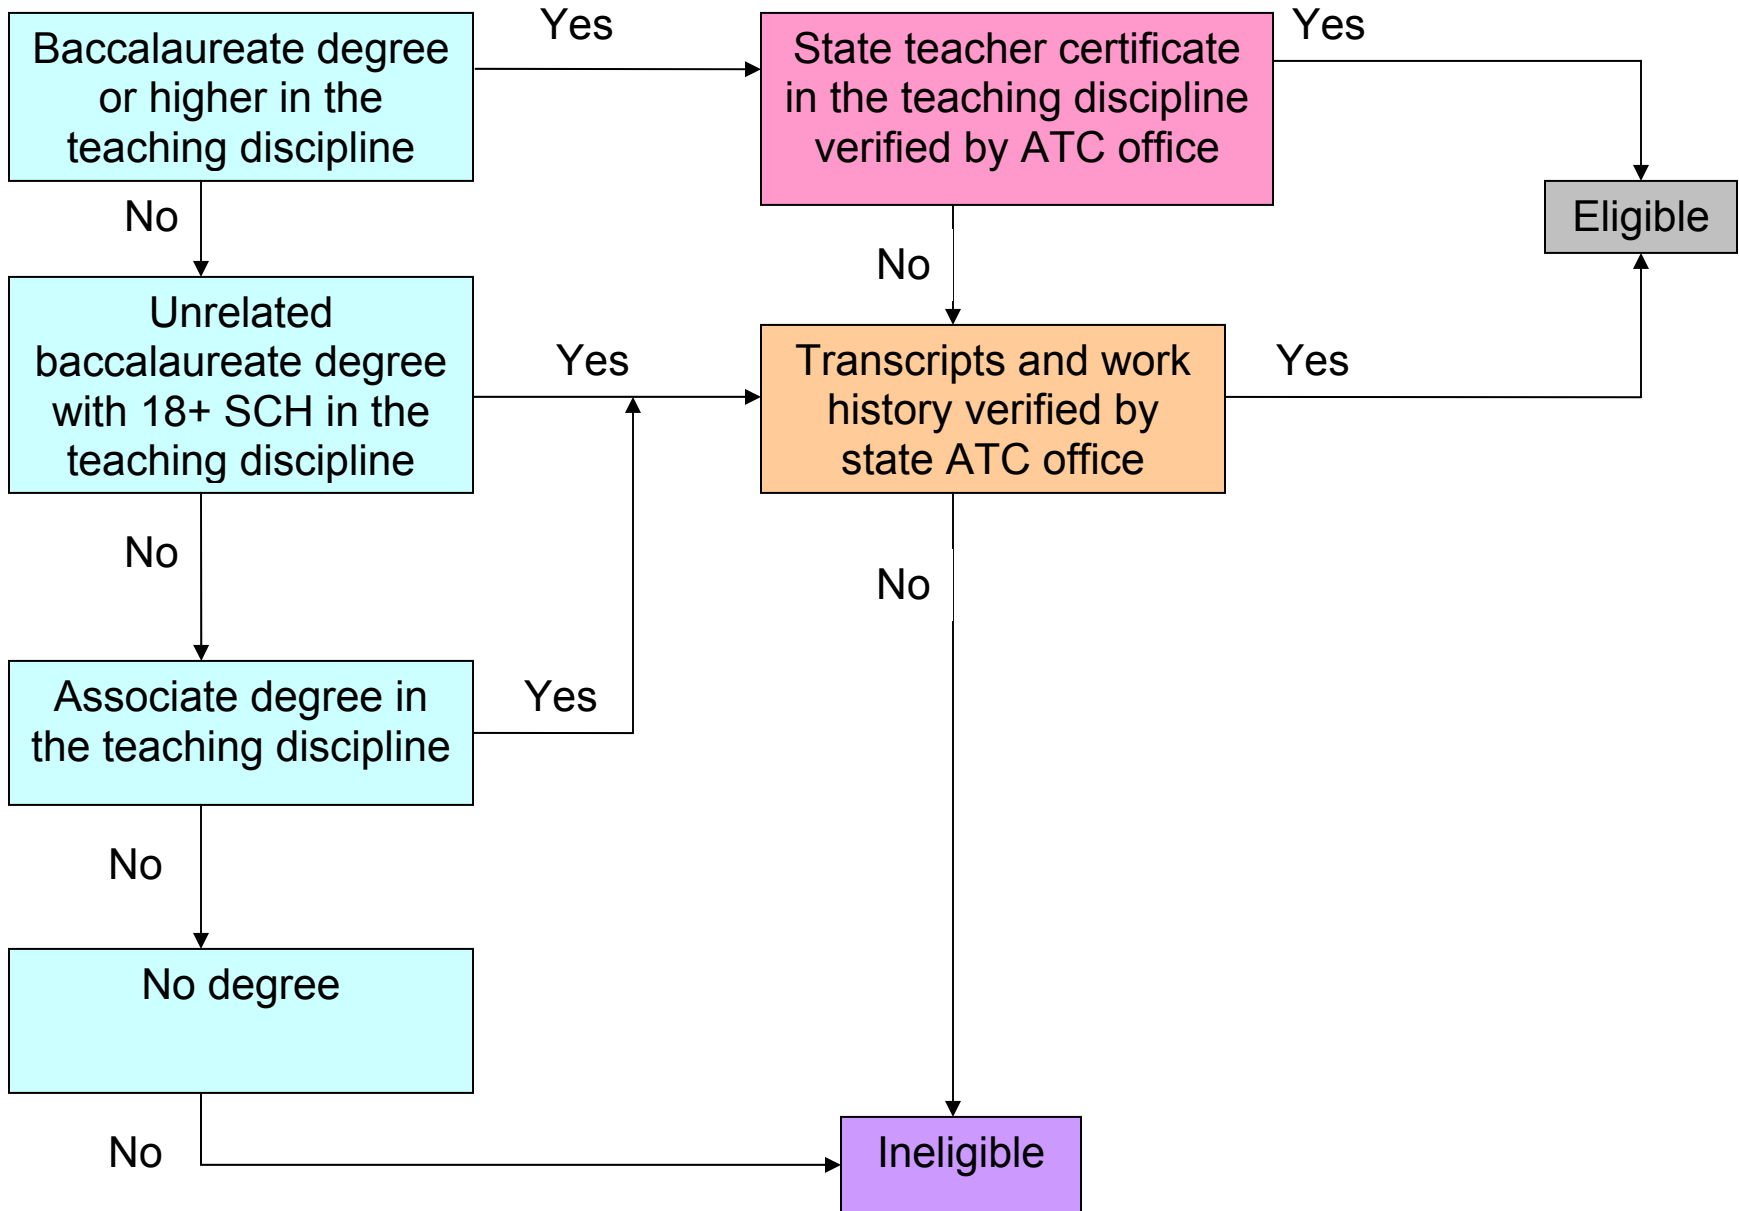 Baccalaureate degree
or higher in the
teaching discipline
Yes
State teacher certificate
in the teaching discipline
verified by ATC office
Yes
Eligible
No
No
Unrelated
baccalaureate degree
with 18+ SCH in the
teaching discipline
Yes
Transcripts and work
history verified by
state ATC office
Yes
No
No
Associate degree in
the teaching discipline
Yes
No
No degree
No
Ineligible